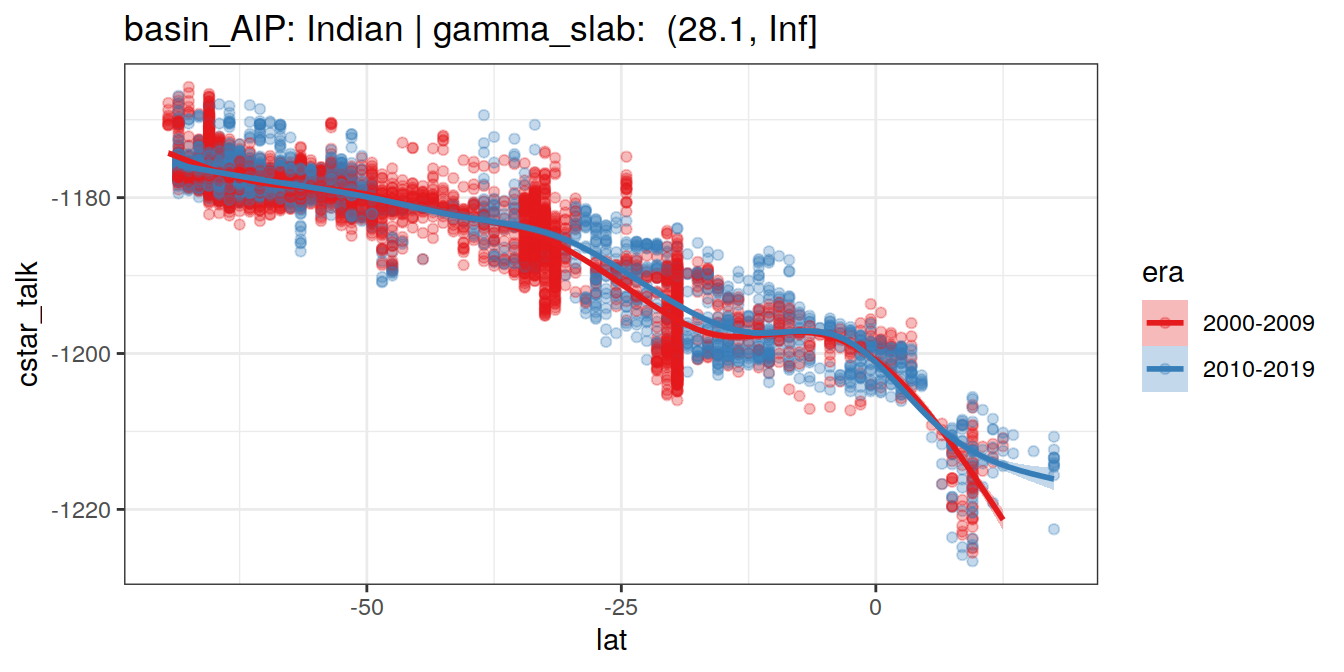 basin_AIP: Indian | gamma_slab:  (28.1, Inf]
cstar_talk
-1180
-1200
-1220
-50
-25
0
lat
era
2000-2009
2010-2019